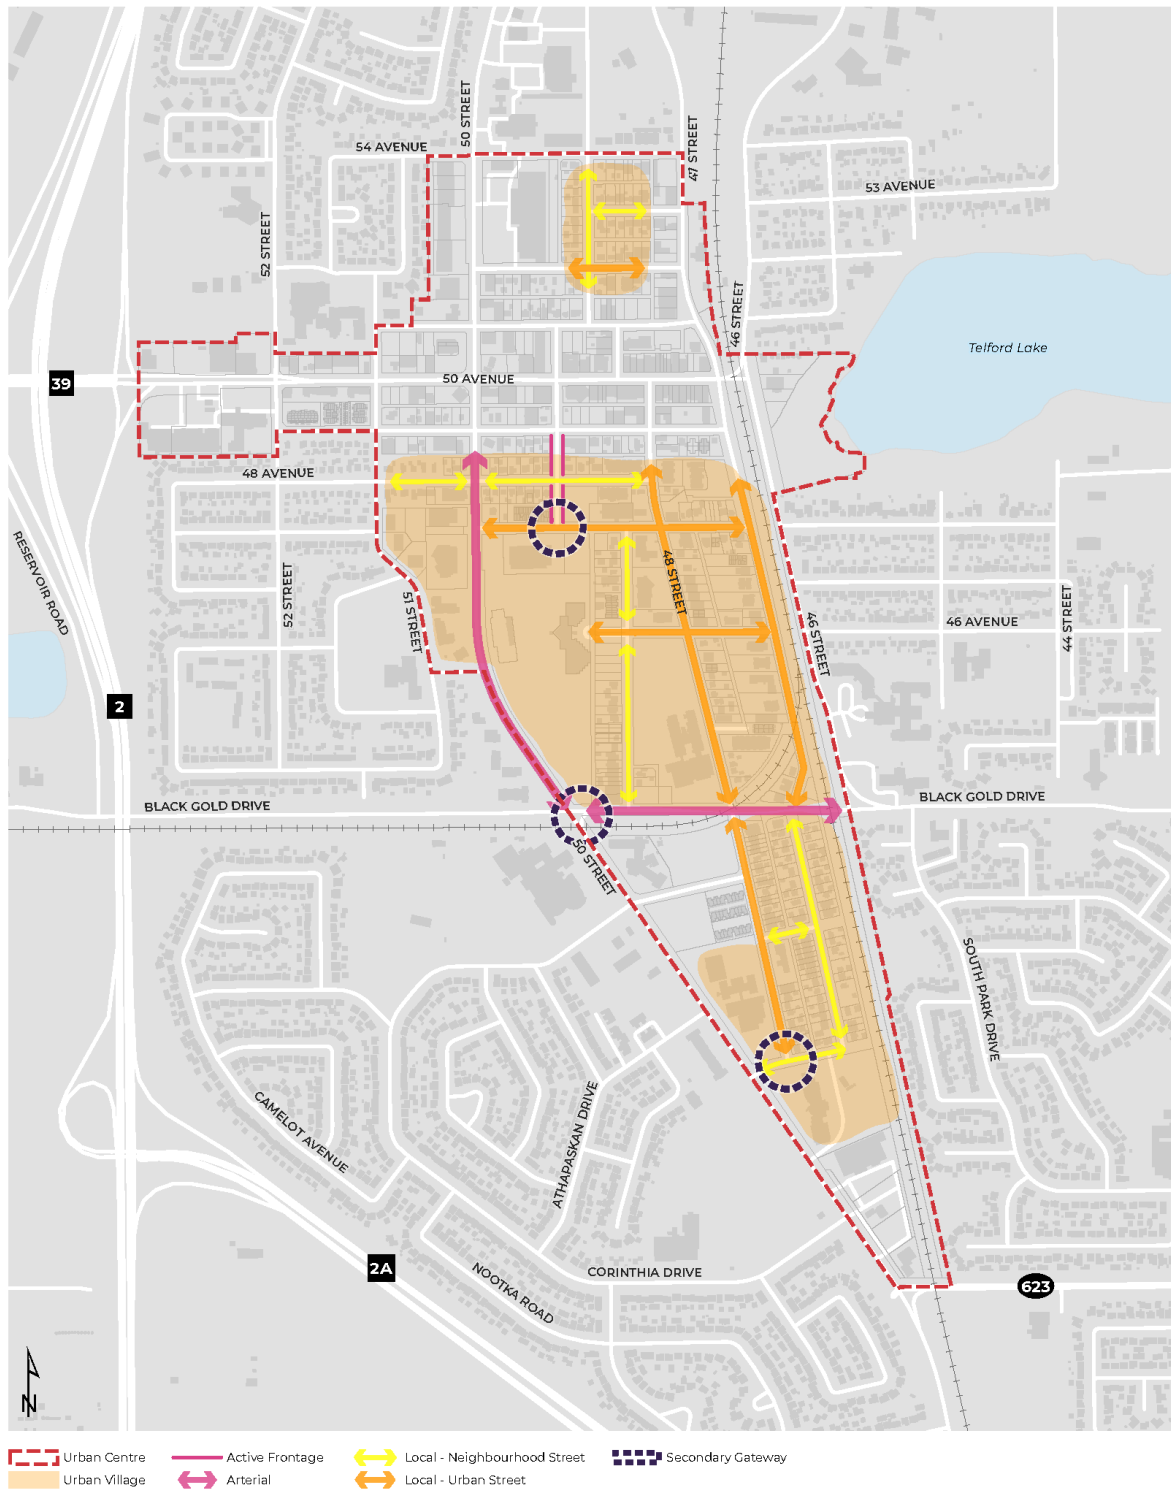 50 STREET
54 AVENUE
47 STREET
53 AVENUE
52 STREET
46 STREET
Telford Lake
39
50 AVENUE
48 AVENUE
RESERVOIR ROAD
52 STREET
51 STREET
48 STREET
46 STREET
46 AVENUE
44 STREET
2
BLACK GOLD DRIVE
BLACK GOLD DRIVE
50 STREET
SOUTH PARK DRIVE
CAMELOT AVENUE
ATHAPASKAN DRIVE
2A
NOOTKA ROAD
CORINTHIA DRIVE
623
N
Urban Centre
Active Frontage
Local - Neighbourhood Street
Secondary Gateway
Urban Village
Arterial
Local - Urban Street